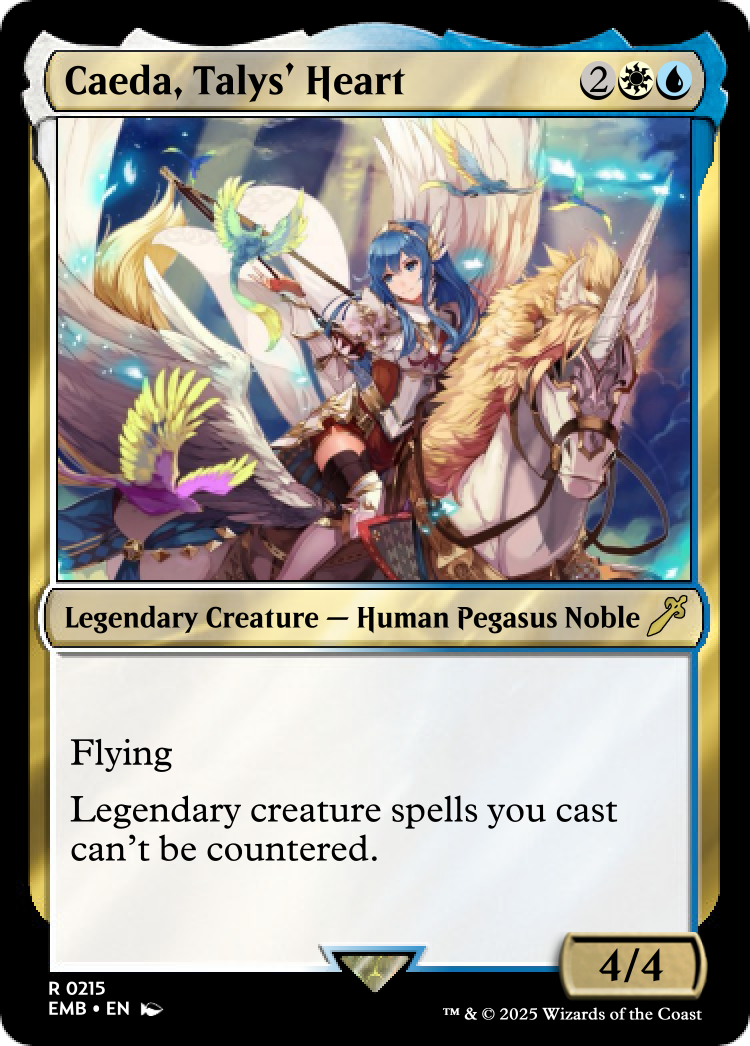 Caeda, Talys' Heart 2
Legendary Creature — Human Pegasus Noble
Flying
Legendary creature spells you cast
can't be countered.
4/4
R 0215
EMB • EN
™ & © 2025 Wizards of the Coast